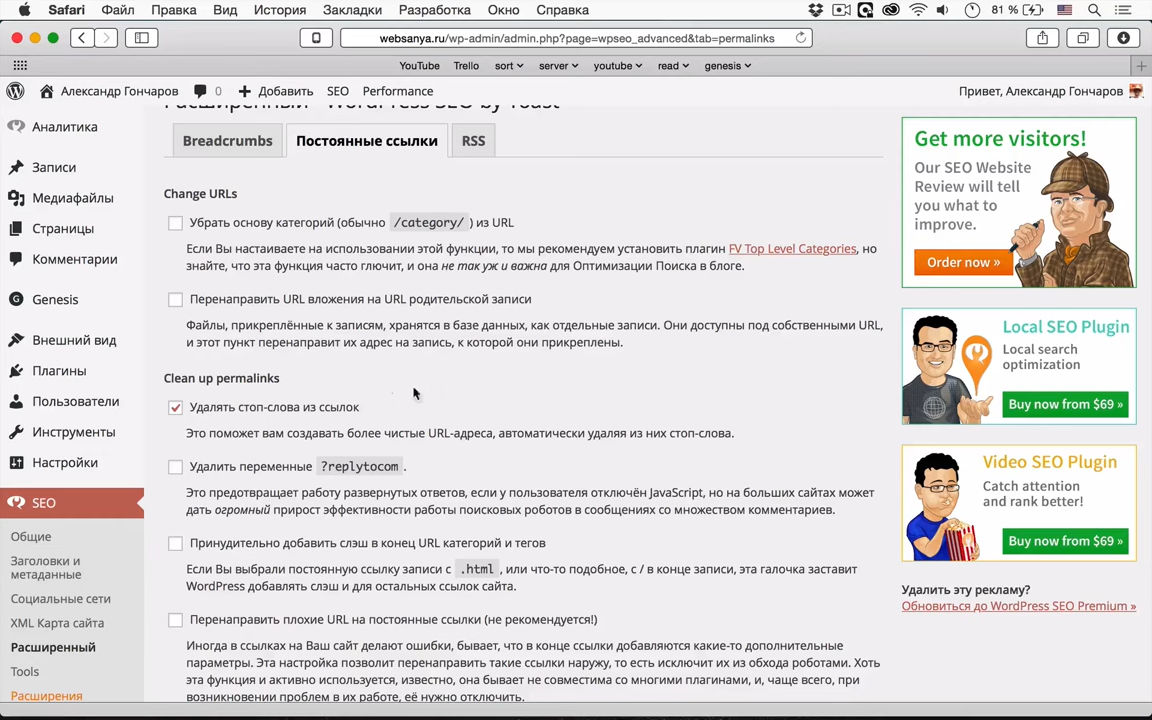 Safari Файл Правка Вид История Закладки Разработка Окно Справка 81 %
websanya.ru/wp-admin/admin.php?page=wpseo_advanced&tab=permalinks
YouTube Trello sort server youtube read genesis
Александр Гончаров 0 Добавить SEO Performance Привет, Александр Гончаров
Расширенный - WordPress SEO by Yoast
Breadcrumbs Постоянные ссылки RSS
Аналитика
Записи
Медиафайлы
Страницы
Комментарии
Genesis
Внешний вид
Плагины
Пользователи
Инструменты
Настройки
SEO
Общие
Заголовки и
метаданные
Социальные сети
XML Карта сайта
Расширенный
Tools
Расширения
Change URLs
Убрать основу категорий (обычно /category/ ) из URL
Если Вы настаиваете на использовании этой функции, то мы рекомендуем установить плагин FV Top Level Categories, но
знайте, что эта функция часто глючит, и она не так уж и важна для Оптимизации Поиска в блоге.
Перенаправить URL вложения на URL родительской записи
Файлы, прикреплённые к записям, хранятся в базе данных, как отдельные записи. Они доступны под собственными URL,
и этот пункт перенаправит их адрес на запись, к которой они прикреплены.
Clean up permalinks
Удалять стоп-слова из ссылок
Это поможет вам создавать более чистые URL-адреса, автоматически удаляя из них стоп-слова.
Удалить переменные ?replytocom .
Это предотвращает работу развернутых ответов, если у пользователя отключён JavaScript, но на больших сайтах может
дать огромный прирост эффективности работы поисковых роботов в сообщениях со множеством комментариев.
Принудительно добавить слэш в конец URL категорий и тегов
Если Вы выбрали постоянную ссылку записи с .html , или что-то подобное, с / в конце записи, эта галочка заставит
WordPress добавлять слэш и для остальных ссылок сайта.
Перенаправить плохие URL на постоянные ссылки (не рекомендуется!)
Иногда в ссылках на Ваш сайт делают ошибки, бывает, что в конце ссылки добавляются какие-то дополнительные
параметры. Эта настройка позволит перенаправить такие ссылки наружу, то есть исключит их из обхода роботами. Хоть
эта функция и активно используется, известно, она бывает не совместима со многими плагинами, и, чаще всего, при
возникновении проблем в их работе, её нужно отключить.
Get more visitors!
Our SEO Website
Review will tell
you what to
improve.
Order now »
Local SEO Plugin
Local search
optimization
Buy now from $69 »
Video SEO Plugin
Catch attention
and rank better!
Buy now from $69 »
Удалить эту рекламу?
Обновиться до WordPress SEO Premium »